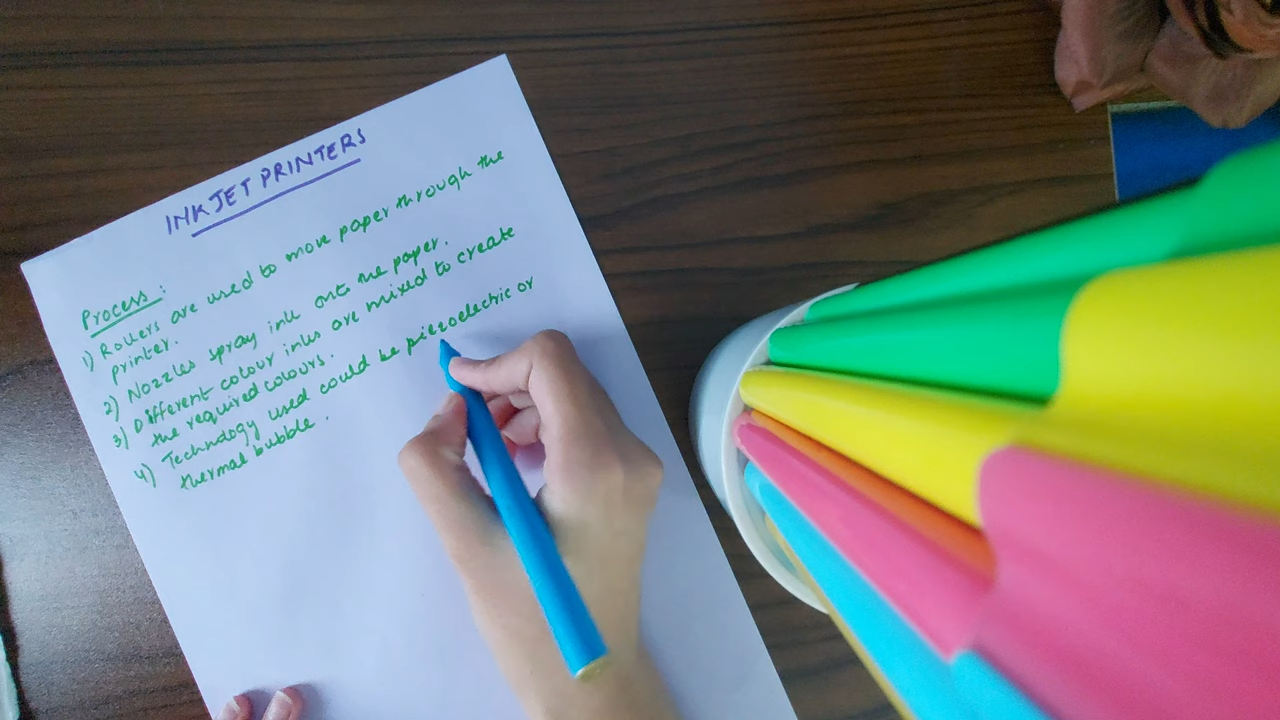 INKJET PRINTERS
Process:
1) Rollers are used to move paper through the
printer.
2) Nozzles spray ink onto the paper.
3) Different colour inks are mixed to create
the required colours.
4) Technology used could be piezoelectric or
thermal bubble.